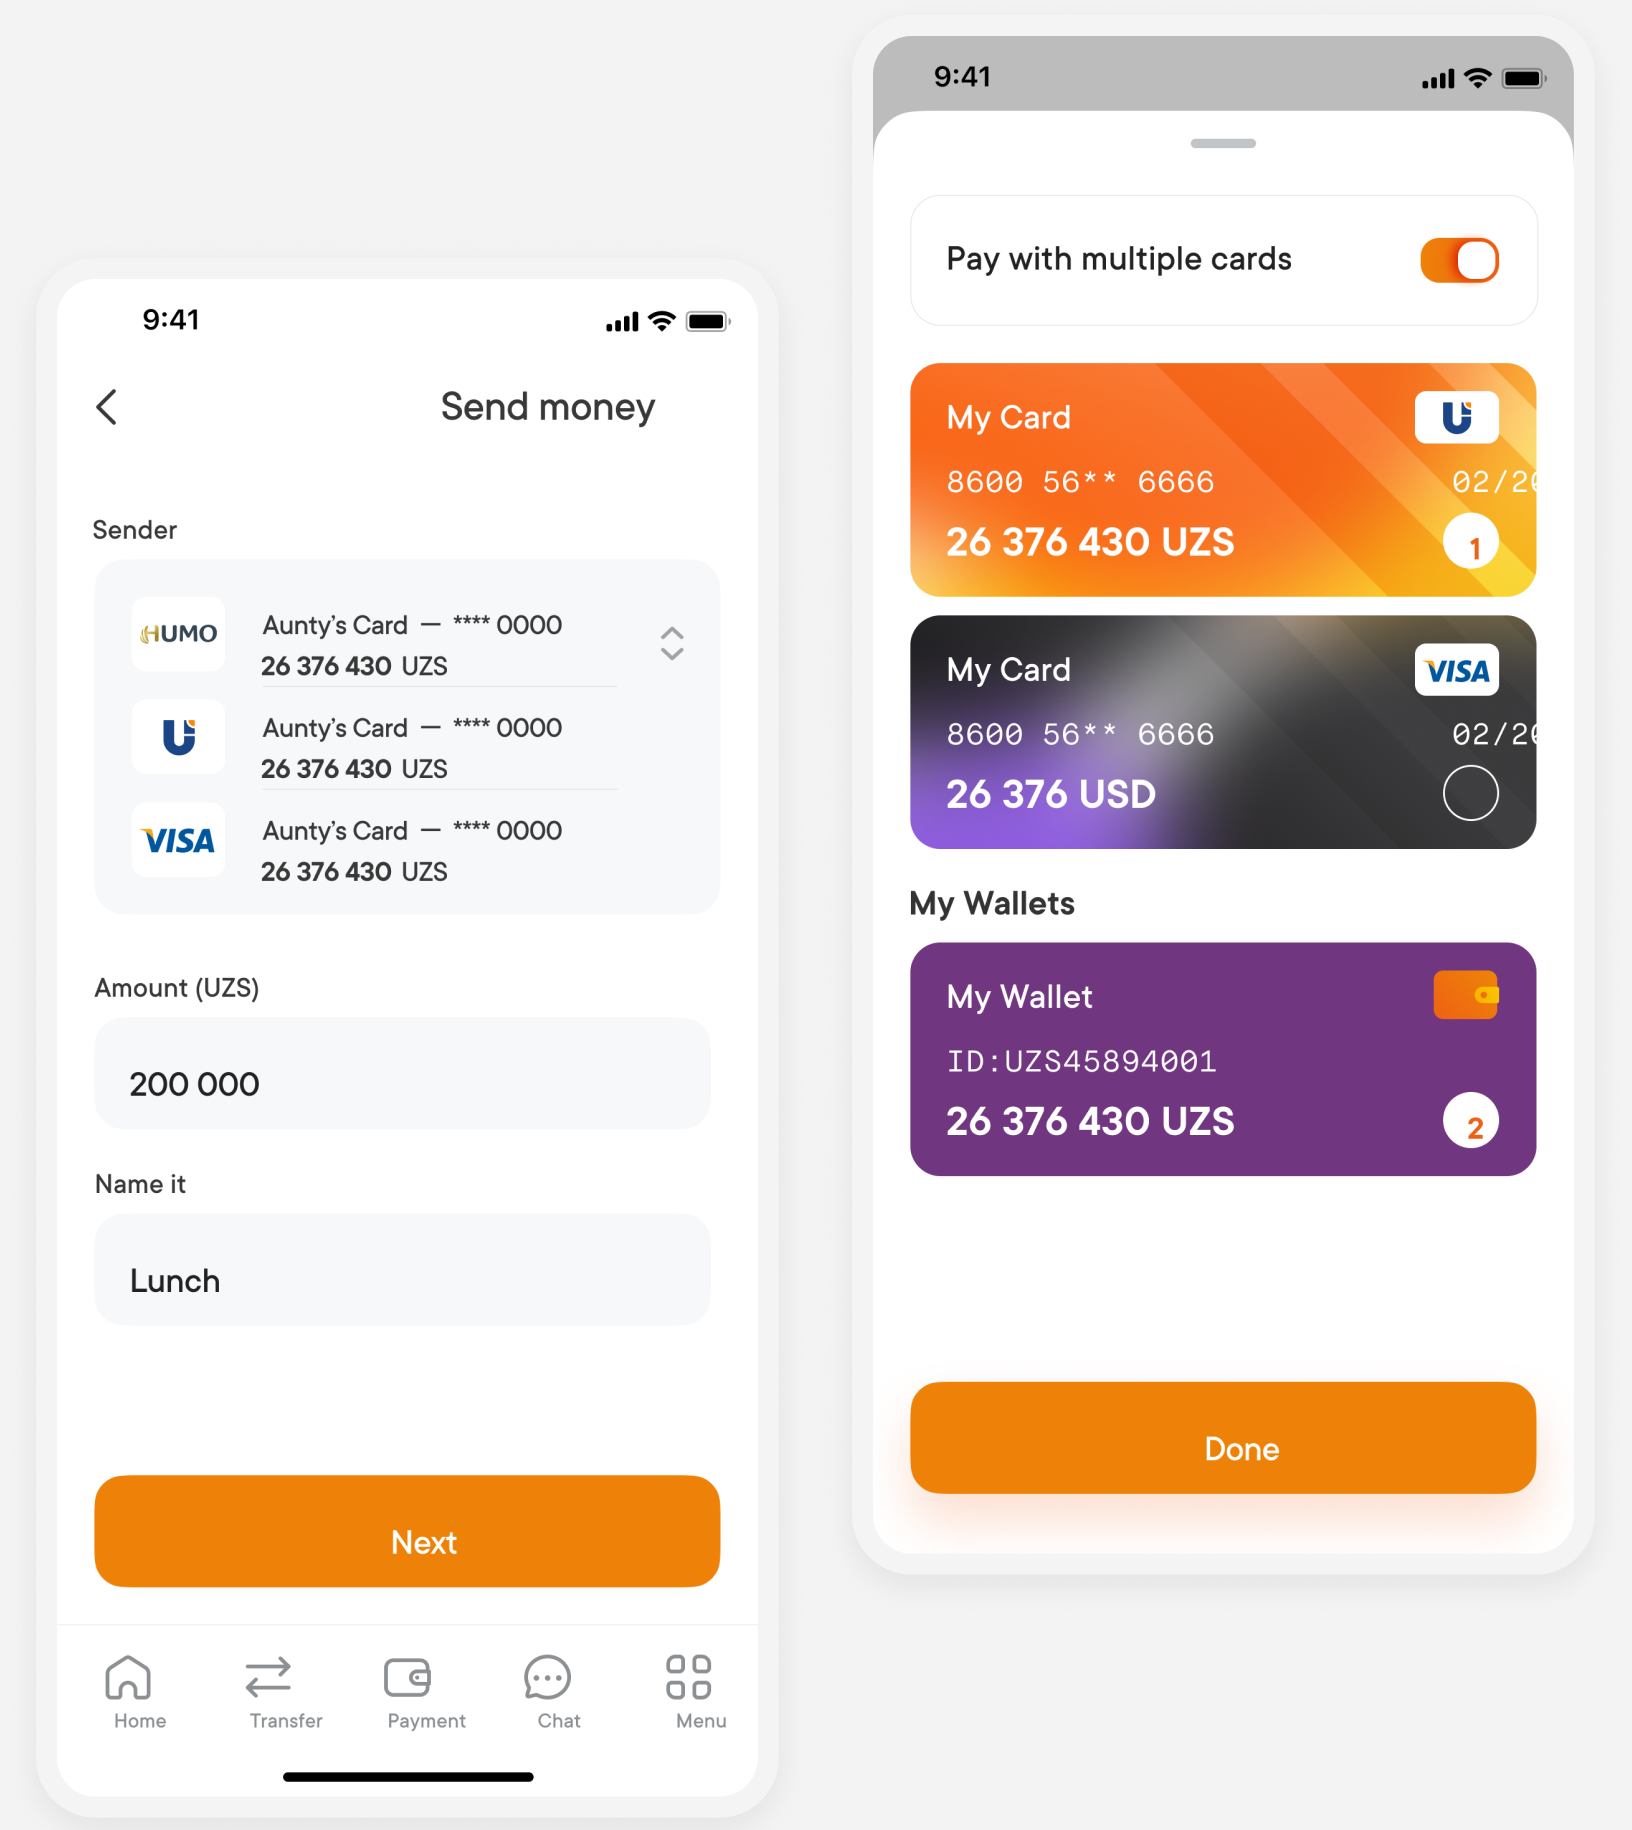 9:41
Send money
Sender
HUMO
Aunty’s Card — **** 0000
26 376 430 UZS
Aunty’s Card — **** 0000
26 376 430 UZS
VISA
Aunty’s Card — **** 0000
26 376 430 UZS
Amount (UZS)
200 000
Name it
Lunch
Next
Home
Transfer
Payment
Chat
Menu
9:41
Pay with multiple cards
My Card
8600 56** 6666 02/20
26 376 430 UZS
1
My Card
VISA
8600 56** 6666 02/20
26 376 USD
My Wallets
My Wallet
ID:UZS45894001
26 376 430 UZS
2
Done